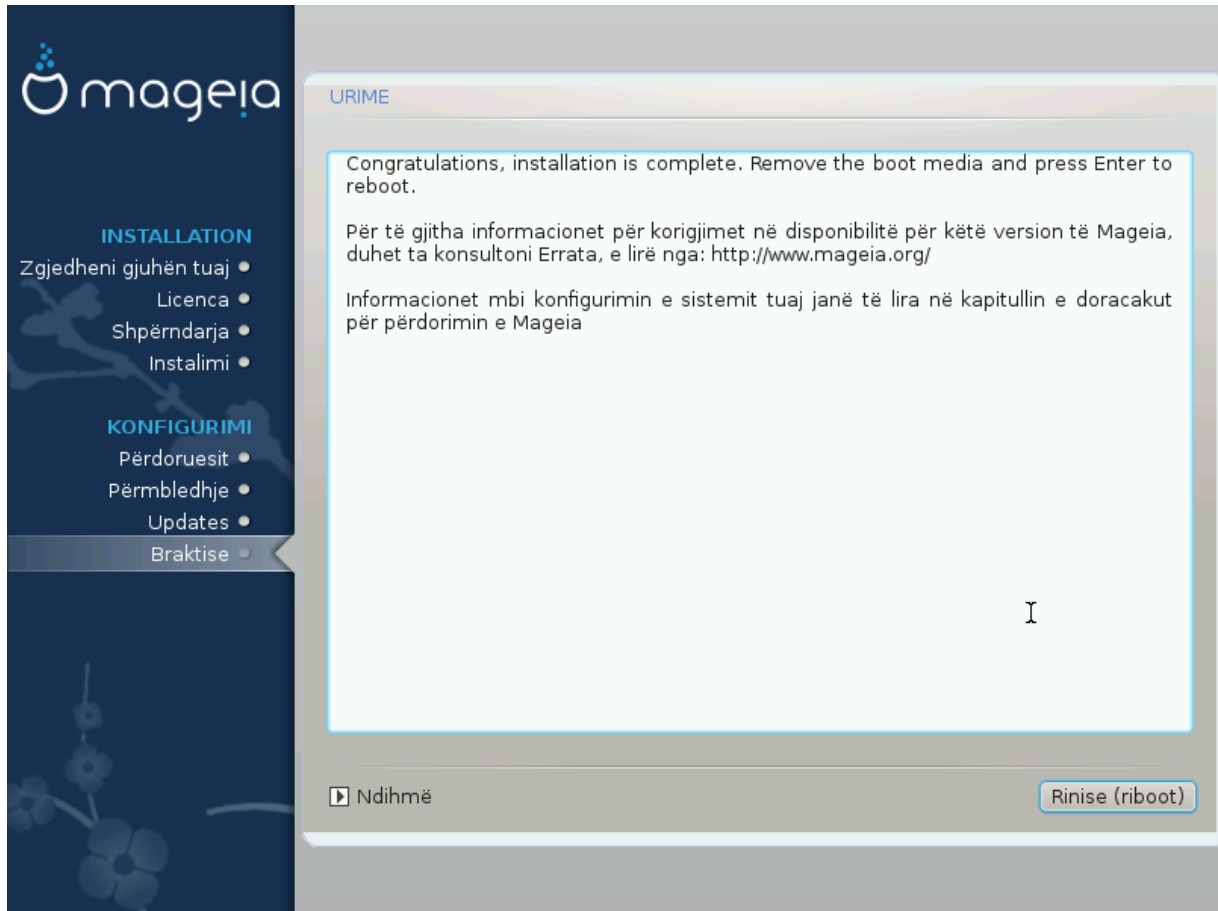 mageia
INSTALLATION
Zgjedheni gjuhën tuaj
Licenca
Shpërndarja
Instalimi
KONFIGURIMI
Përdoruesit
Përmbledhje
Updates
Braktise
URIME
Congratulations, installation is complete. Remove the boot media and press Enter to
reboot.
Për të gjitha informacionet për korigjimet në disponibilitë për këtë version të Mageia,
duhet ta konsultoni Errata, e lirë nga: http://www.mageia.org/
Informacionet mbi konfigurimin e sistemit tuaj janë të lira në kapitullin e doracakut
për përdorimin e Mageia
Ndihmë
Rinise (riboot)